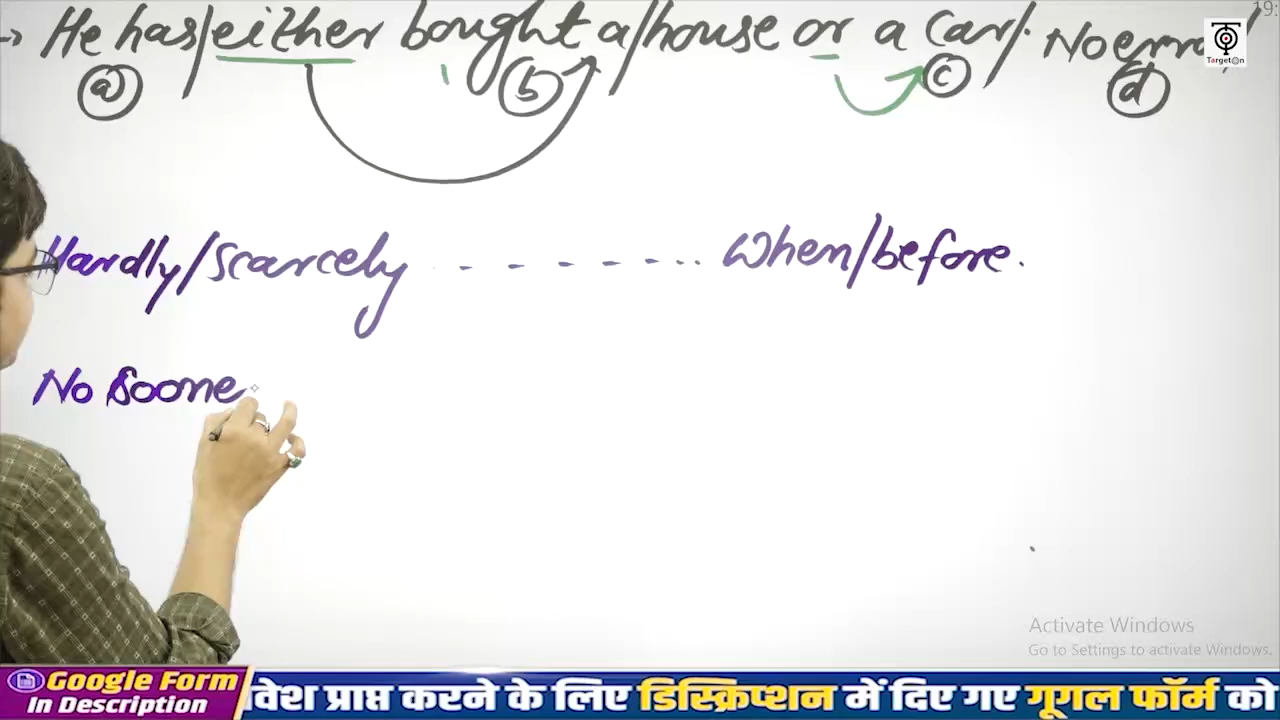 19:
→ He has/either bought a/house or a car/. No error/
Target@n
a b c d
Hardly/Scarcely - - - - - .. When/before.
No Soone
Activate Windows
Go to Settings to activate Windows.
Google Form वेश प्राप्त करने के लिए डिस्क्रिप्शन में दिए गए गूगल फॉर्म को
In Description